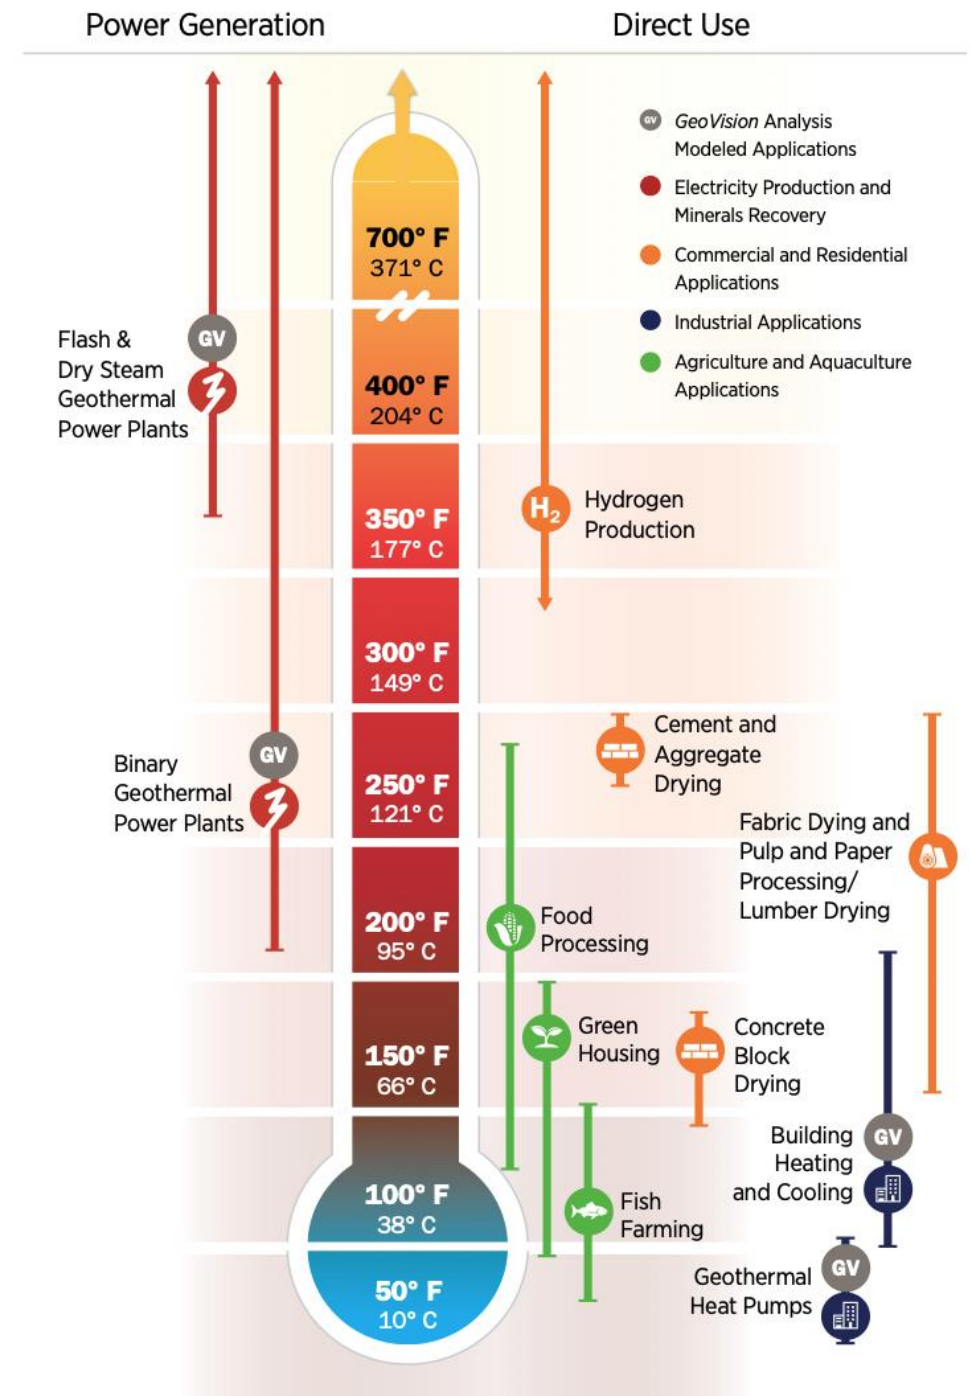 Power Generation
Direct Use
GV GeoVision Analysis
Modeled Applications
Electricity Production and
Minerals Recovery
Commercial and Residential
Applications
Industrial Applications
Agriculture and Aquaculture
Applications
700° F
371° C
Flash &
Dry Steam
Geothermal
Power Plants
GV
400° F
204° C
350° F
177° C
H2
Hydrogen
Production
300° F
149° C
Cement and
Aggregate
Drying
Binary
Geothermal
Power Plants
GV
250° F
121° C
Fabric Dying and
Pulp and Paper
Processing/
Lumber Drying
200° F
95° C
Food
Processing
Green
Housing
Concrete
Block
Drying
150° F
66° C
Building
Heating
and Cooling
GV
100° F
38° C
Fish
Farming
Geothermal
Heat Pumps
GV
50° F
10° C